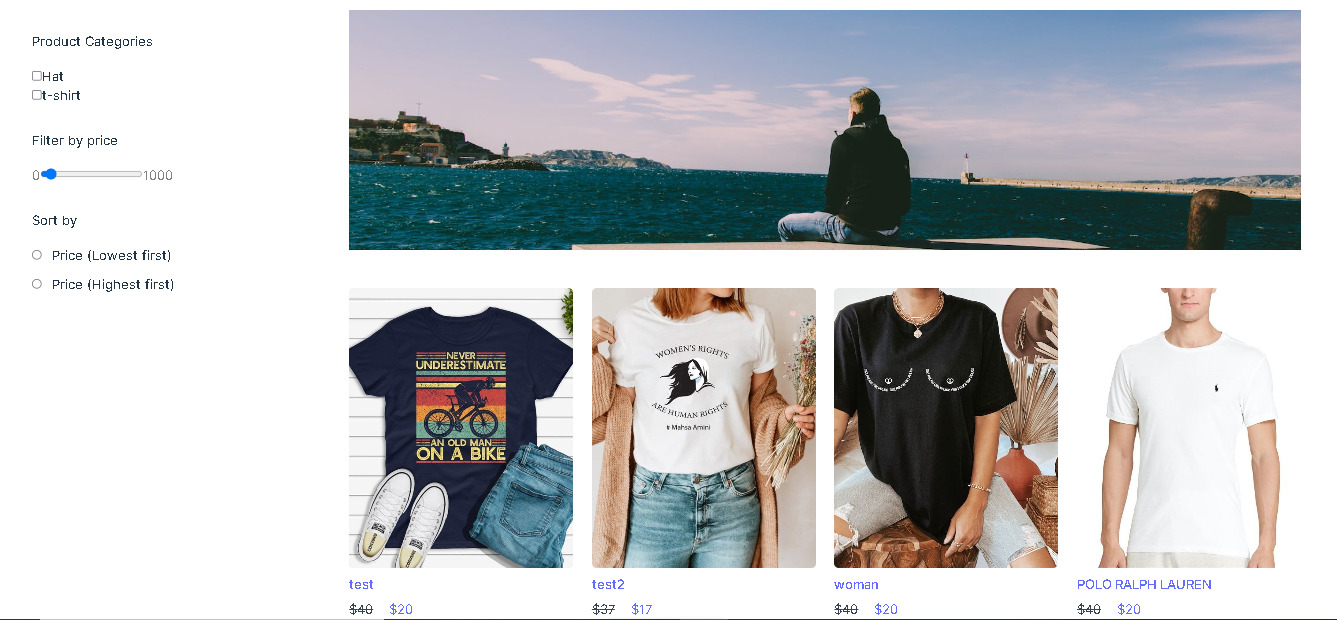 Product Categories
Hat
t-shirt
Filter by price
0 1000
Sort by
Price (Lowest first)
Price (Highest first)
NEVER
UNDERESTIMATE
AN OLD MAN
ON A BIKE
WOMEN'S RIGHTS
ARE HUMAN RIGHTS
# Mahsa Amini
test
$40 $20
test2
$37 $17
woman
$40 $20
POLO RALPH LAUREN
$40 $20